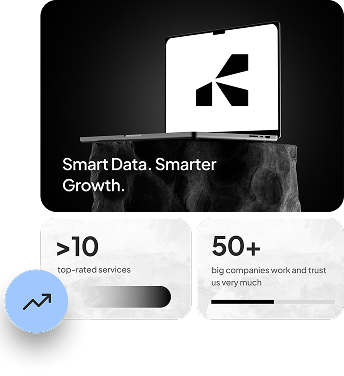 Smart Data. Smarter
Growth.
>10
top-rated services
50+
big companies work and trust
us very much